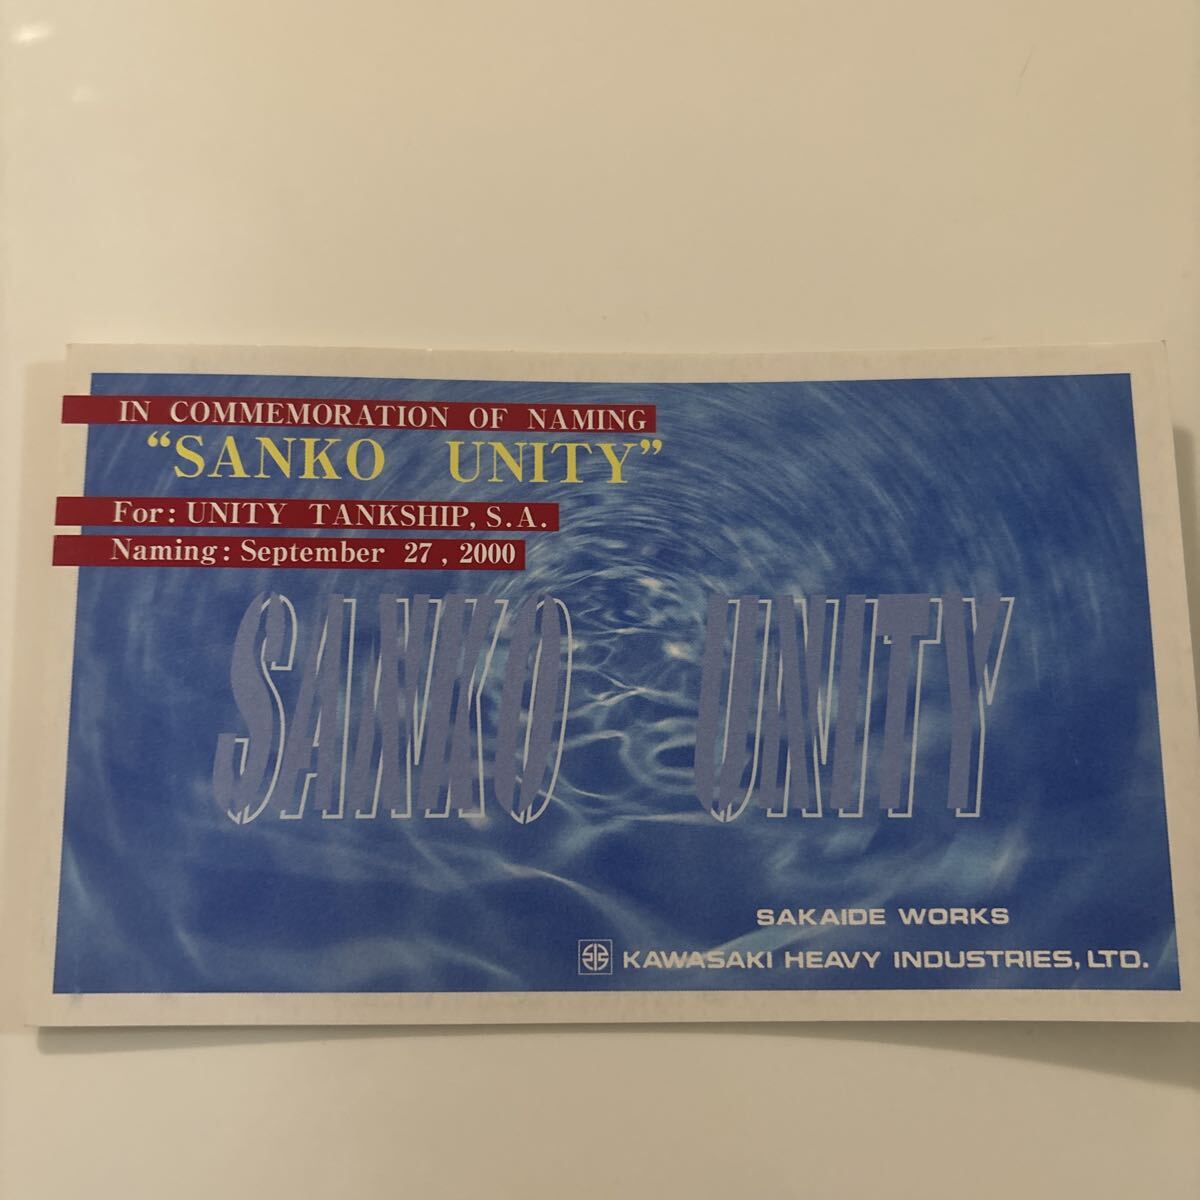 IN COMMEMORATION OF NAMING
“SANKO UNITY”
For: UNITY TANKSHIP, S.A.
Naming: September 27, 2000
SANKO UNITY
SAKAIDE WORKS
KAWASAKI HEAVY INDUSTRIES, LTD.